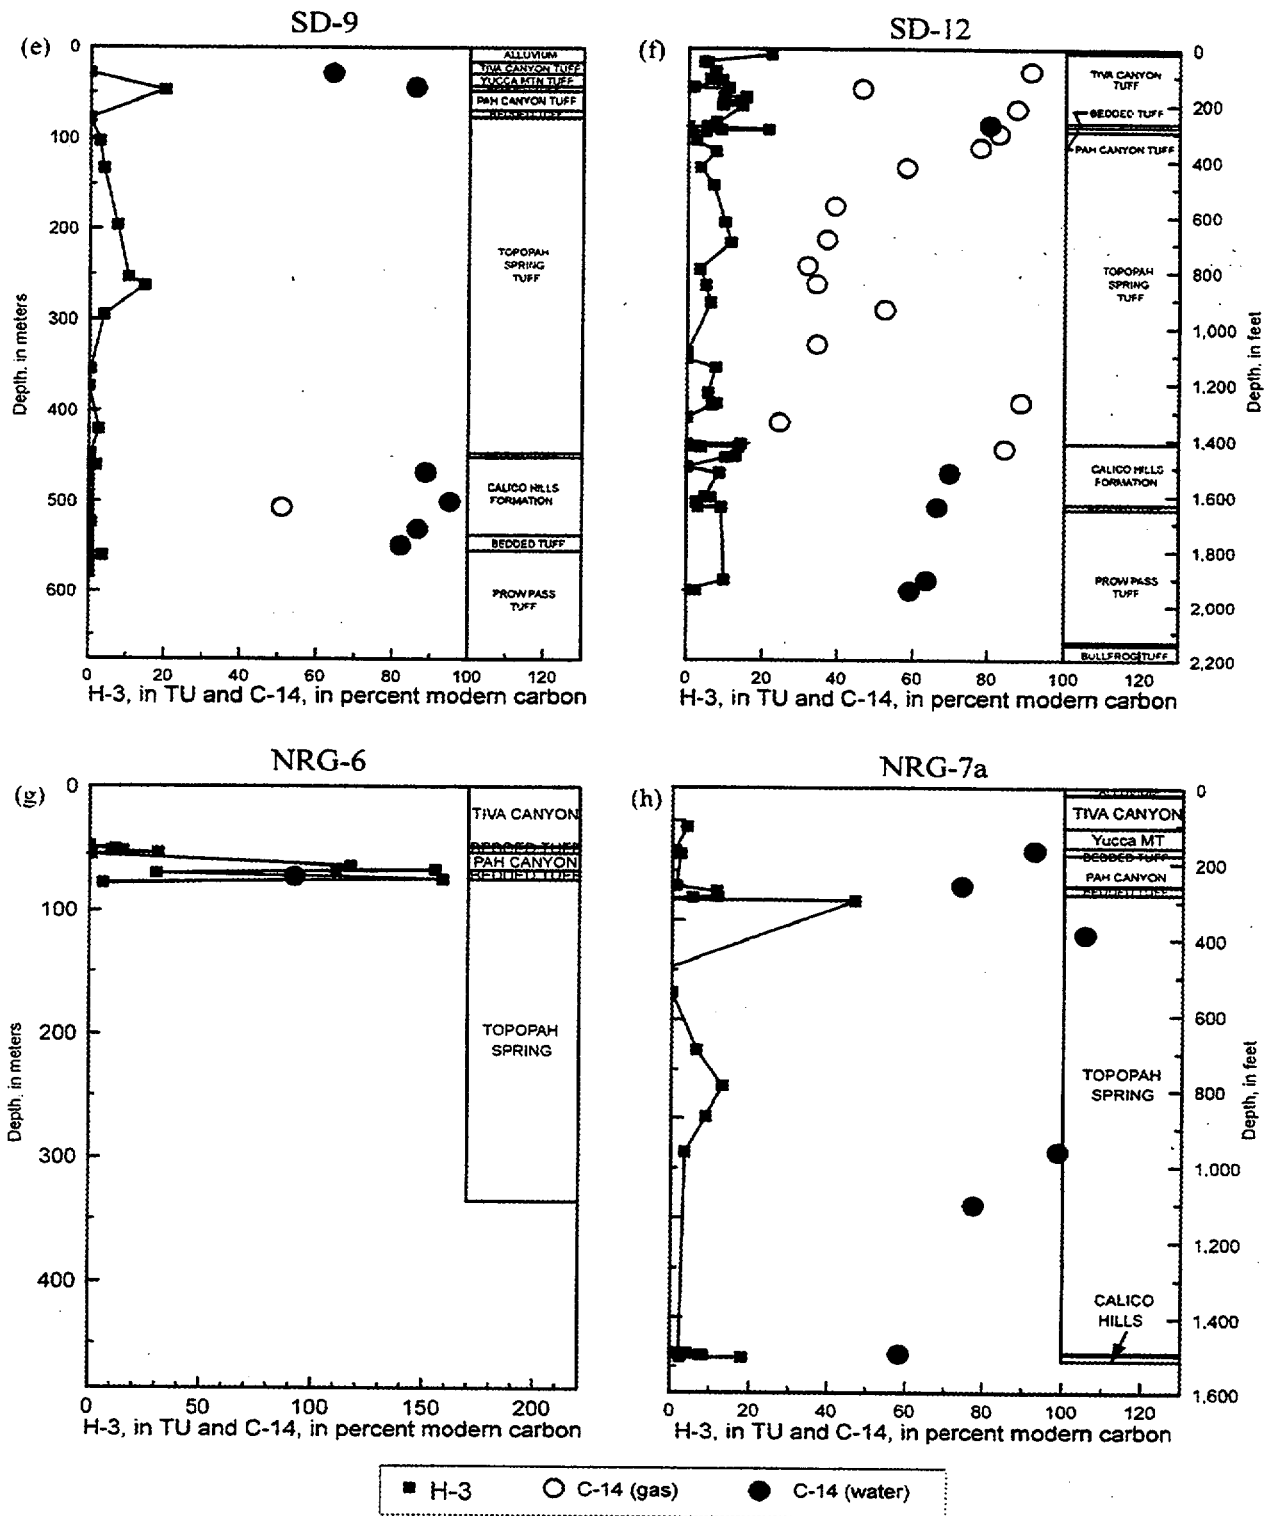 SD-9
(e)
0
100
200
300
400
500
600
Depth, in meters
ALLUVIUM
TIVA CANYON TUFF
YUCCA MTN TUFF
PAH CANYON TUFF
BEDDED TUFF
TOPOPAH
SPRING
TUFF
CALICO HILLS
FORMATION
BEDDED TUFF
PROW PASS
TUFF
0 20 40 60 80 100 120
H-3, in TU and C-14, in percent modern carbon
SD-12
(f)
TIVA CANYON
TUFF
BEDDED TUFF
PAH CANYON TUFF
TOPOPAH
SPRING
TUFF
CALICO HILLS
FORMATION
PROW PASS
TUFF
BULLFROG TUFF
0
200
400
600
800
1,000
1,200
1,400
1,600
1,800
2,000
2,200
Depth, in feet
0 20 40 60 80 100 120
H-3, in TU and C-14, in percent modern carbon
NRG-6
(g)
0
100
200
300
400
Depth, in meters
TIVA CANYON
BEDDED TUFF
PAH CANYON
BEDDED TUFF
TOPOPAH
SPRING
0 50 100 150 200
H-3, in TU and C-14, in percent modern carbon
NRG-7a
(h)
ALLUVIUM
TIVA CANYON
Yucca MT
BEDDED TUFF
PAH CANYON
BEDDED TUFF
TOPOPAH
SPRING
CALICO
HILLS
0
200
400
600
800
1.000
1.200
1.400
1.600
Depth, in feet
0 20 40 60 80 100 120
H-3, in TU and C-14, in percent modern carbon
H-3 C-14 (gas) C-14 (water)